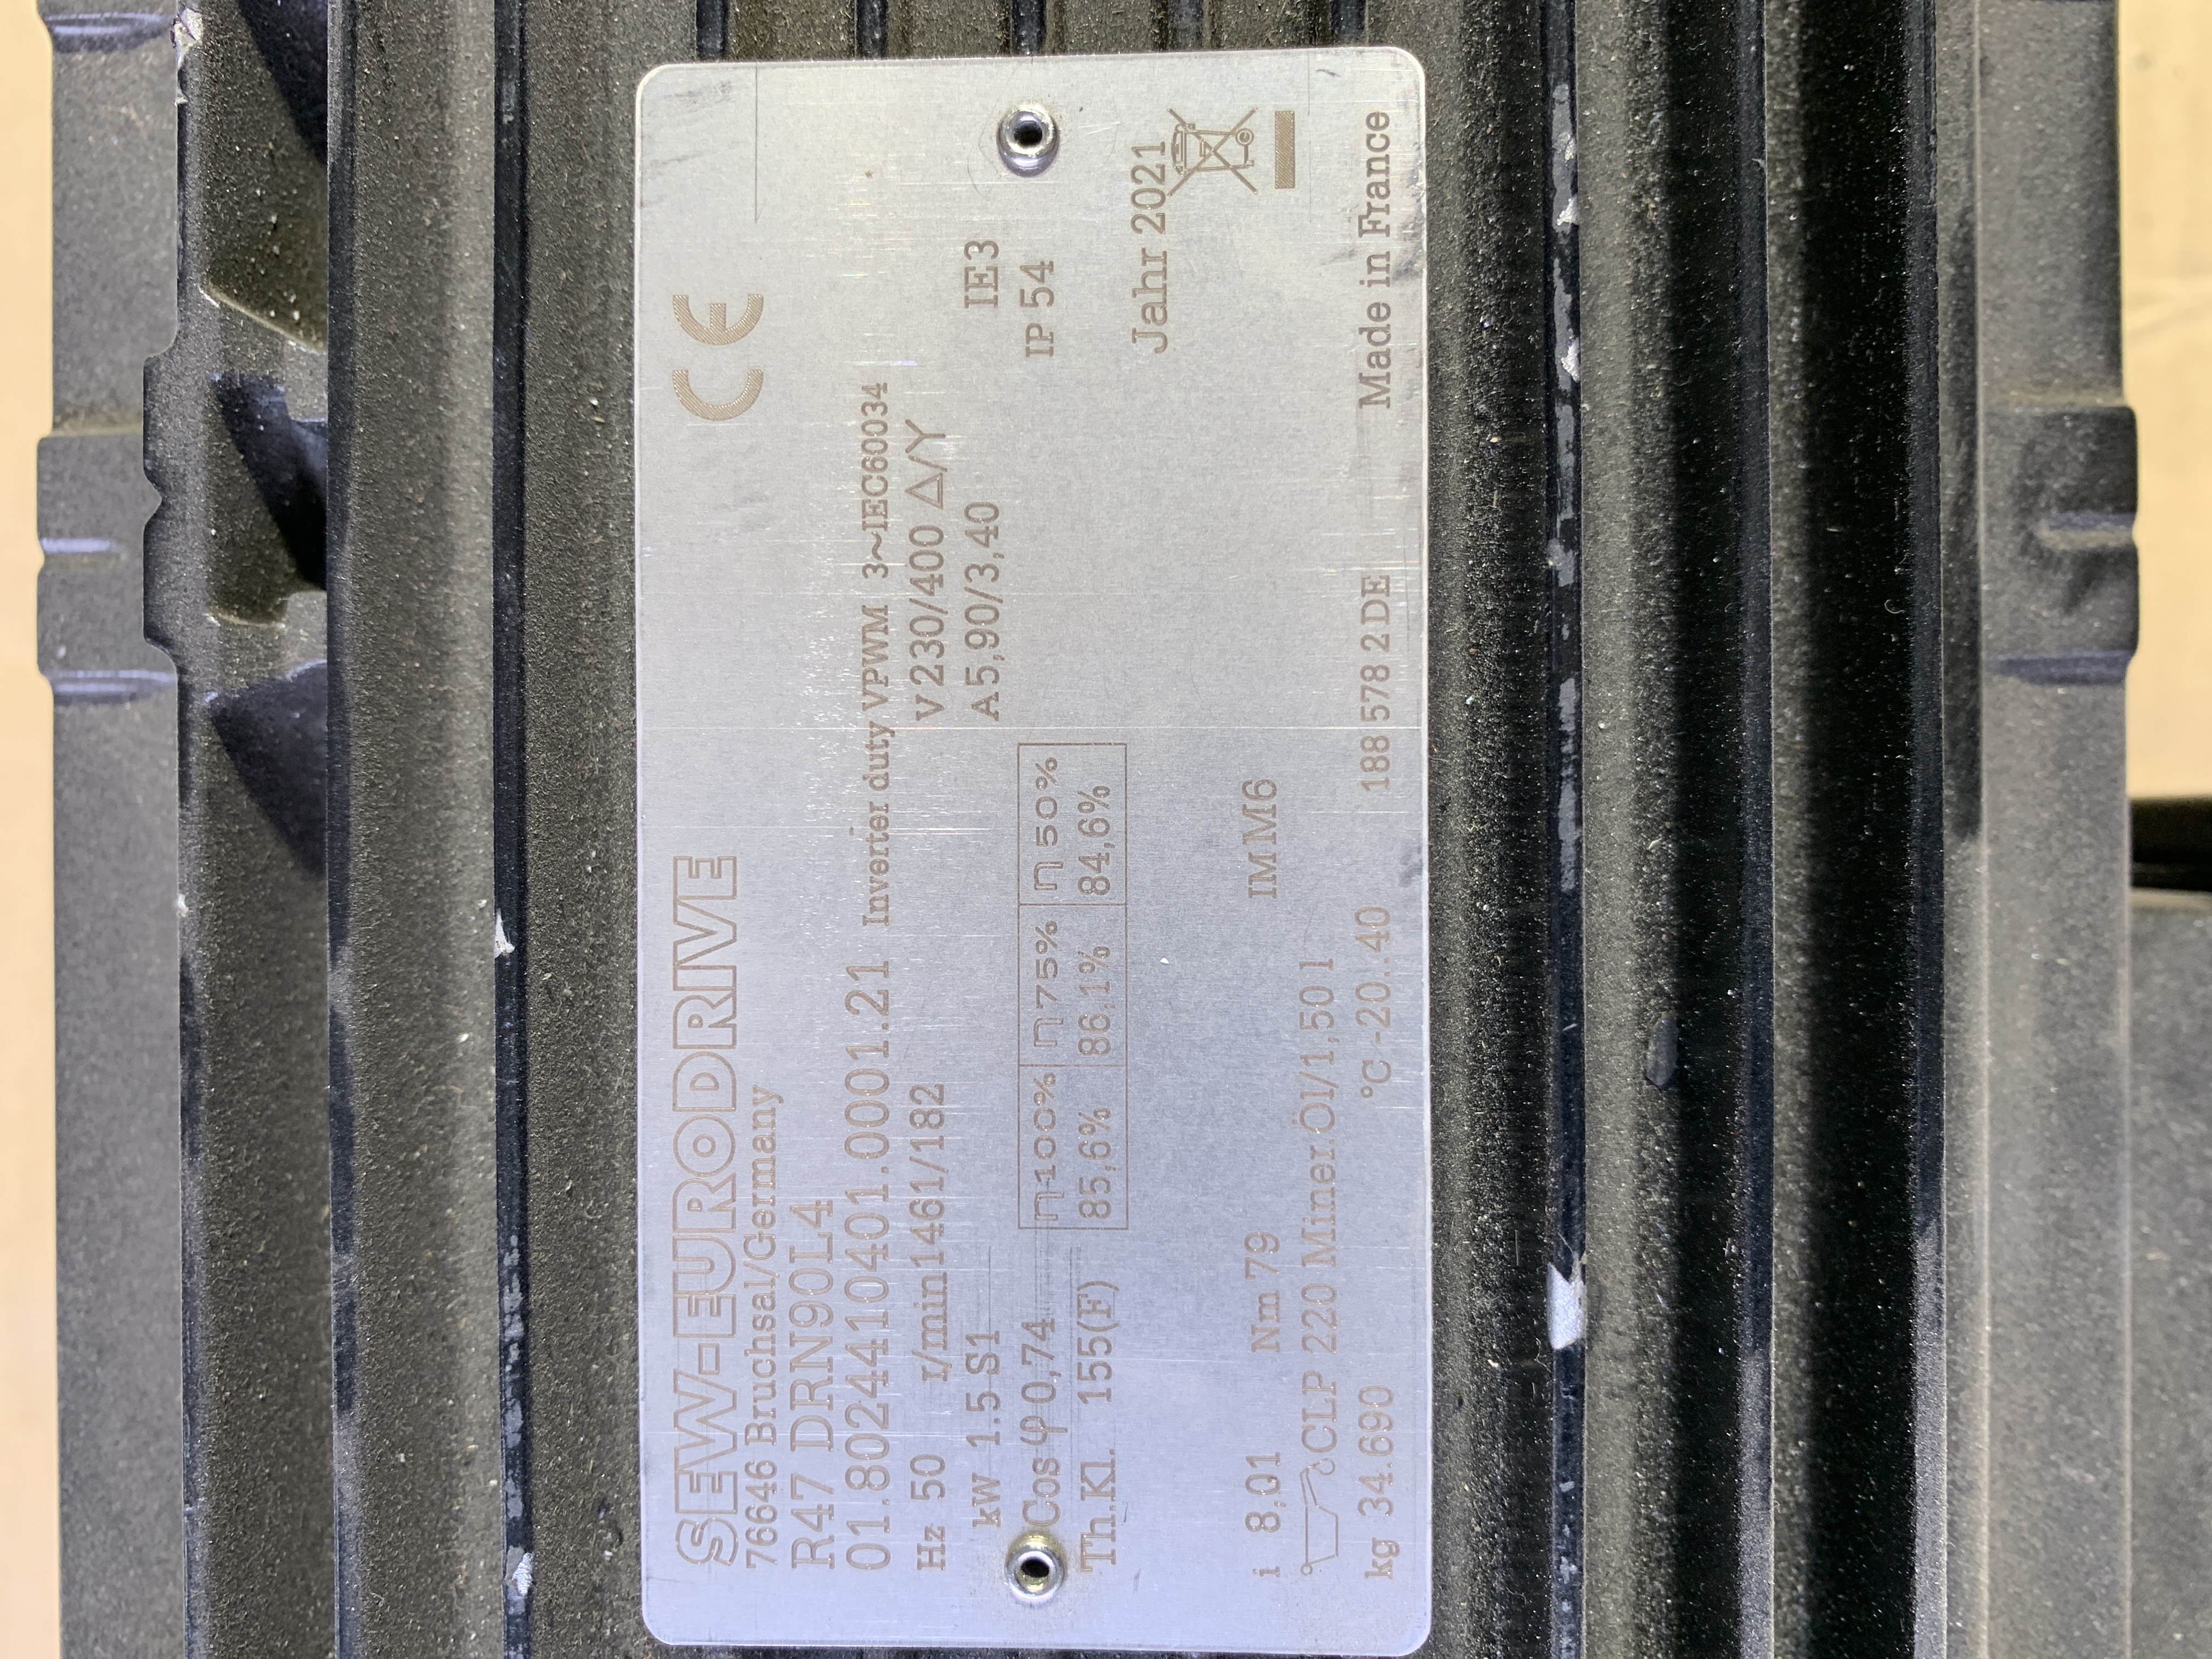 SEW-EURODRIVE CE
76646 Bruchsal/Germany
R47 DRN90L4
01.8024410401.0001.21 Inverter duty VPWM 3~IEC60034
Hz 50 r/min 1461/182 V 230/400 Δ/Y
kW 1.5 S1 A 5,90/3,40 IE3
Cos φ 0,74 η100% η75% η50% IP 54
Th.Kl. 155(F) 85,6% 86,1% 84,6%
Jahr 2021
i 8,01 Nm 79 IM M6
CLP 220 Miner.Öl/1,50 l
kg 34.690 °C -20..40 188 578 2 DE Made in France